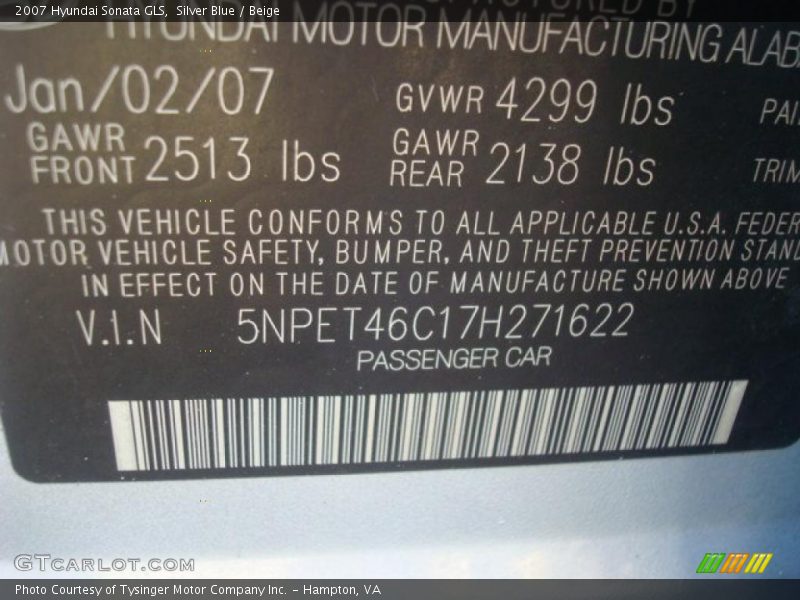 2007 Hyundai Sonata GLS, Silver Blue / Beige
HYUNDAI MOTOR MANUFACTURING ALAB
Jan/02/07
GVWR 4299 lbs
PAI
GAWR FRONT 2513 lbs
GAWR REAR 2138 lbs
TRIM
THIS VEHICLE CONFORMS TO ALL APPLICABLE U.S.A. FEDER
MOTOR VEHICLE SAFETY, BUMPER, AND THEFT PREVENTION STAND
IN EFFECT ON THE DATE OF MANUFACTURE SHOWN ABOVE
V.I.N 5NPET46C17H271622
PASSENGER CAR
GTCARLOT.COM
Photo Courtesy of Tysinger Motor Company Inc. - Hampton, VA